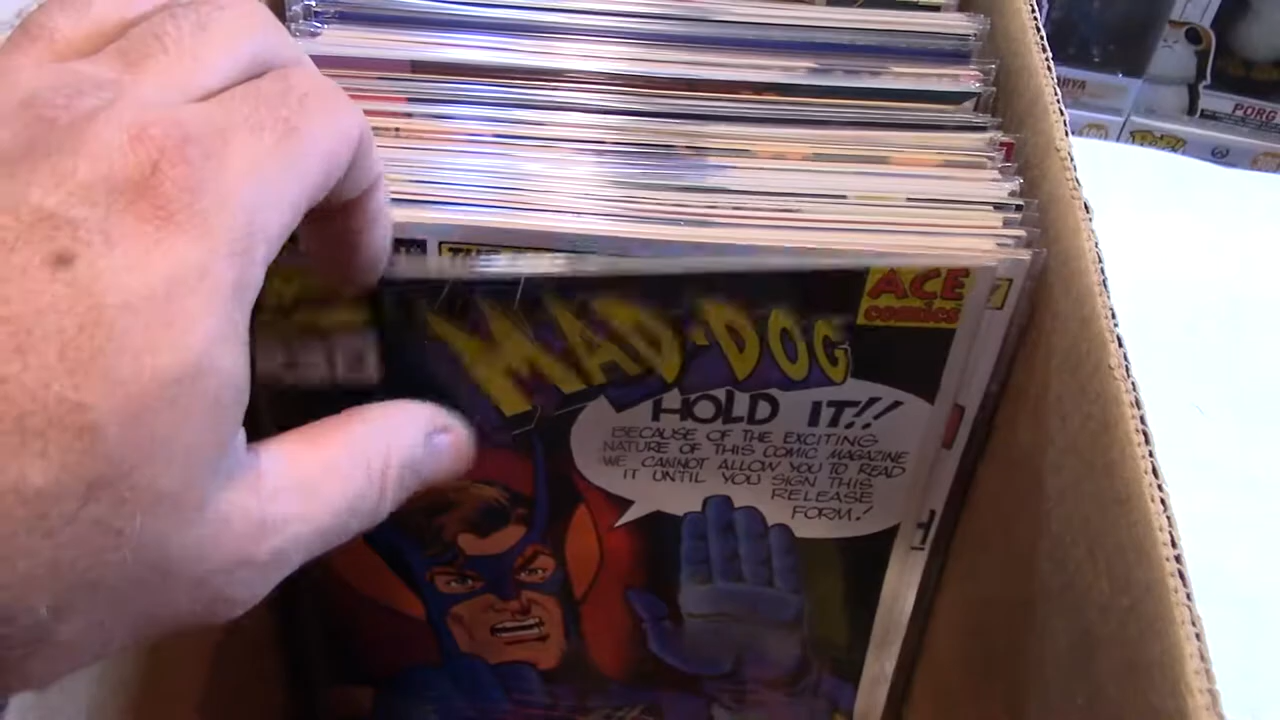 PORG
POP!
ACE
COMICS
MAD-DOG
HOLD IT!!
BECAUSE OF THE EXCITING
NATURE OF THIS COMIC MAGAZINE
WE CANNOT ALLOW YOU TO READ
IT UNTIL YOU SIGN THIS
RELEASE
FORM!